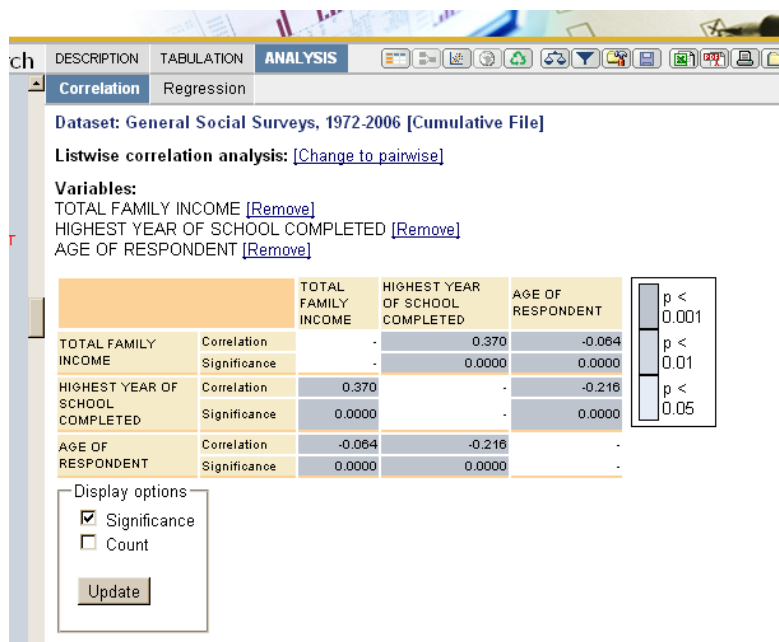 ch
DESCRIPTION TABULATION ANALYSIS
Correlation Regression
Dataset: General Social Surveys, 1972-2006 [Cumulative File]
Listwise correlation analysis: [Change to pairwise]
Variables:
TOTAL FAMILY INCOME [Remove]
HIGHEST YEAR OF SCHOOL COMPLETED [Remove]
AGE OF RESPONDENT [Remove]
T
TOTAL FAMILY INCOME HIGHEST YEAR OF SCHOOL COMPLETED AGE OF RESPONDENT
TOTAL FAMILY INCOME Correlation - 0.370 -0.064
Significance - 0.0000 0.0000
HIGHEST YEAR OF SCHOOL COMPLETED Correlation 0.370 - -0.216
Significance 0.0000 - 0.0000
AGE OF RESPONDENT Correlation -0.064 -0.216 -
Significance 0.0000 0.0000 -
p < 0.001
p < 0.01
p < 0.05
Display options
Significance
Count
Update